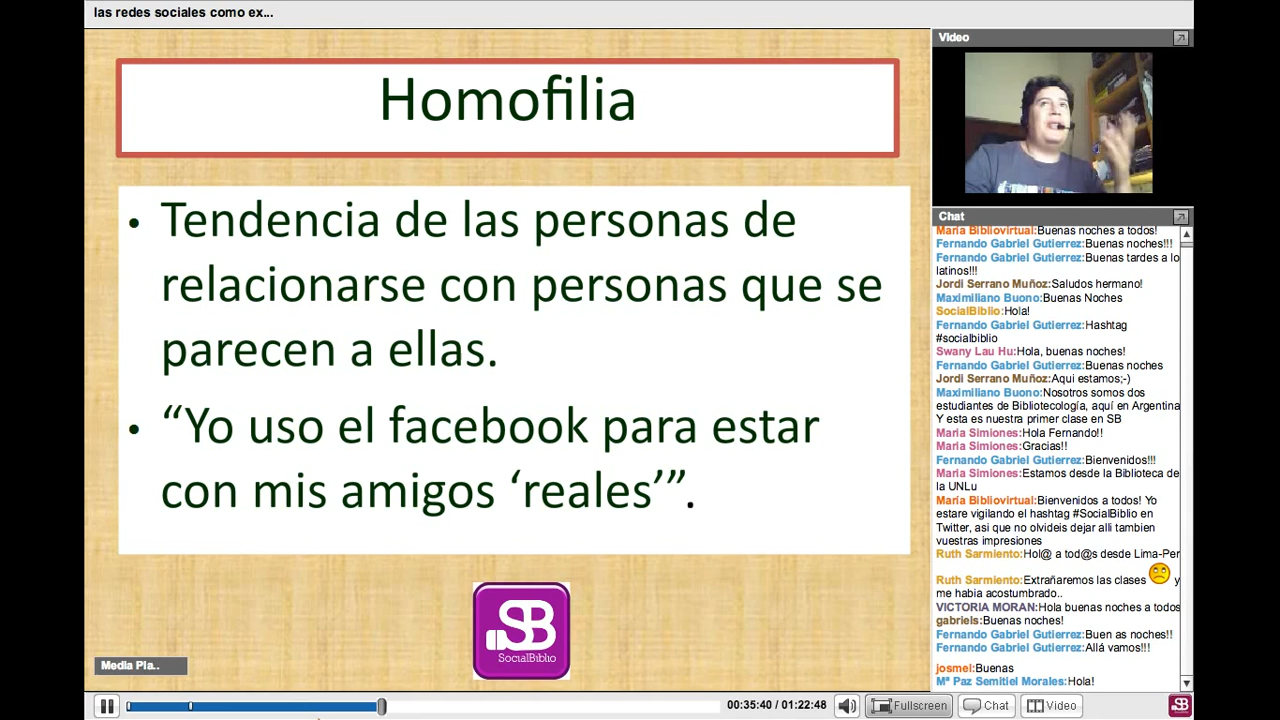 las redes sociales como ex...
Homofilia
• Tendencia de las personas de
relacionarse con personas que se
parecen a ellas.
• “Yo uso el facebook para estar
con mis amigos ‘reales’”.
SB
SocialBiblio
Media Pla..
Video
Chat
María Bibliovirtual:Buenas noches a todos!
Fernando Gabriel Gutierrez:Buenas noches!!!
Fernando Gabriel Gutierrez:Buenas tardes a lo
latinos!!!
Jordi Serrano Muñoz:Saludos hermano!
Maximiliano Buono:Buenas Noches
SocialBiblio:Hola!
Fernando Gabriel Gutierrez:Hashtag
#socialbiblio
Swany Lau Hu:Hola, buenas noches!
Fernando Gabriel Gutierrez:Buenas noches
Jordi Serrano Muñoz:Aqui estamos;-)
Maximiliano Buono:Nosotros somos dos
estudiantes de Bibliotecología, aquí en Argentina
Y esta es nuestra primer clase en SB
Maria Simiones:Hola Fernando!!
Maria Simiones:Gracias!!
Fernando Gabriel Gutierrez:Bienvenidos!!!
Maria Simiones:Estamos desde la Biblioteca de
la UNLu
María Bibliovirtual:Bienvenidos a todos! Yo
estare vigilando el hashtag #SocialBiblio en
Twitter, asi que no olvideis dejar alli tambien
vuestras impresiones
Ruth Sarmiento:Hol@ a tod@s desde Lima-Per
Ruth Sarmiento:Extrañaremos las clases y
me habia acostumbrado..
VICTORIA MORAN:Hola buenas noches a todos
gabriels:Buenas noches!
Fernando Gabriel Gutierrez:Buen as noches!!
Fernando Gabriel Gutierrez:Allá vamos!!!
josmel:Buenas
Mª Paz Semitiel Morales:Hola!
00:35:40 / 01:22:48
Fullscreen
Chat
Video
SB